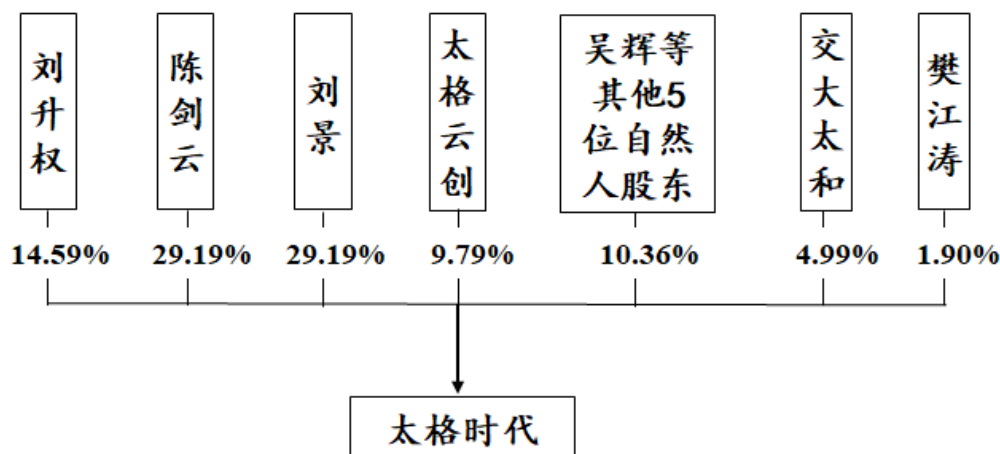 刘升权
陈剑云
刘景
太格云创
吴辉等
其他5
位自然
人股东
交大太和
樊江涛
14.59%
29.19%
29.19%
9.79%
10.36%
4.99%
1.90%
太格时代